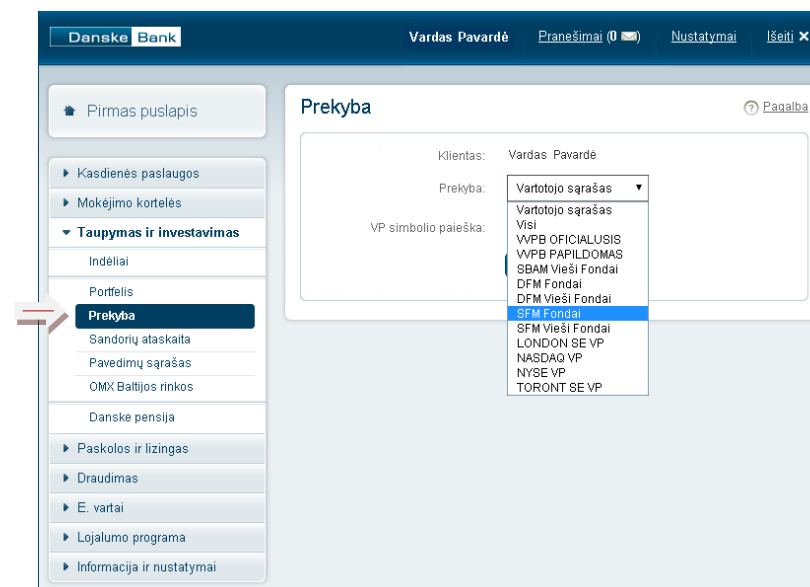 Danske Bank
Vardas Pavardė
Pranešimai (0)
Nustatymai
Išeiti ×
Pirmas puslapis
Kasdienės paslaugos
Mokėjimo kortelės
Taupymas ir investavimas
Indėliai
Portfelis
Prekyba
Sandorių ataskaita
Pavedimų sąrašas
OMX Baltijos rinkos
Danske pensija
Paskolos ir lizingas
Draudimas
E. vartai
Lojalumo programa
Informacija ir nustatymai
Prekyba
? Pagalba
Klientas: Vardas Pavardė
Prekyba: Vartotojo sąrašas
VP simbolio paieška:
Vartotojo sąrašas
Visi
VVPB OFICIALUSIS
VVPB PAPILDOMAS
SBAM Vieši Fondai
DFM Fondai
DFM Vieši Fondai
SFM Fondai
SFM Vieši Fondai
LONDON SE VP
NASDAQ VP
NYSE VP
TORONT SE VP